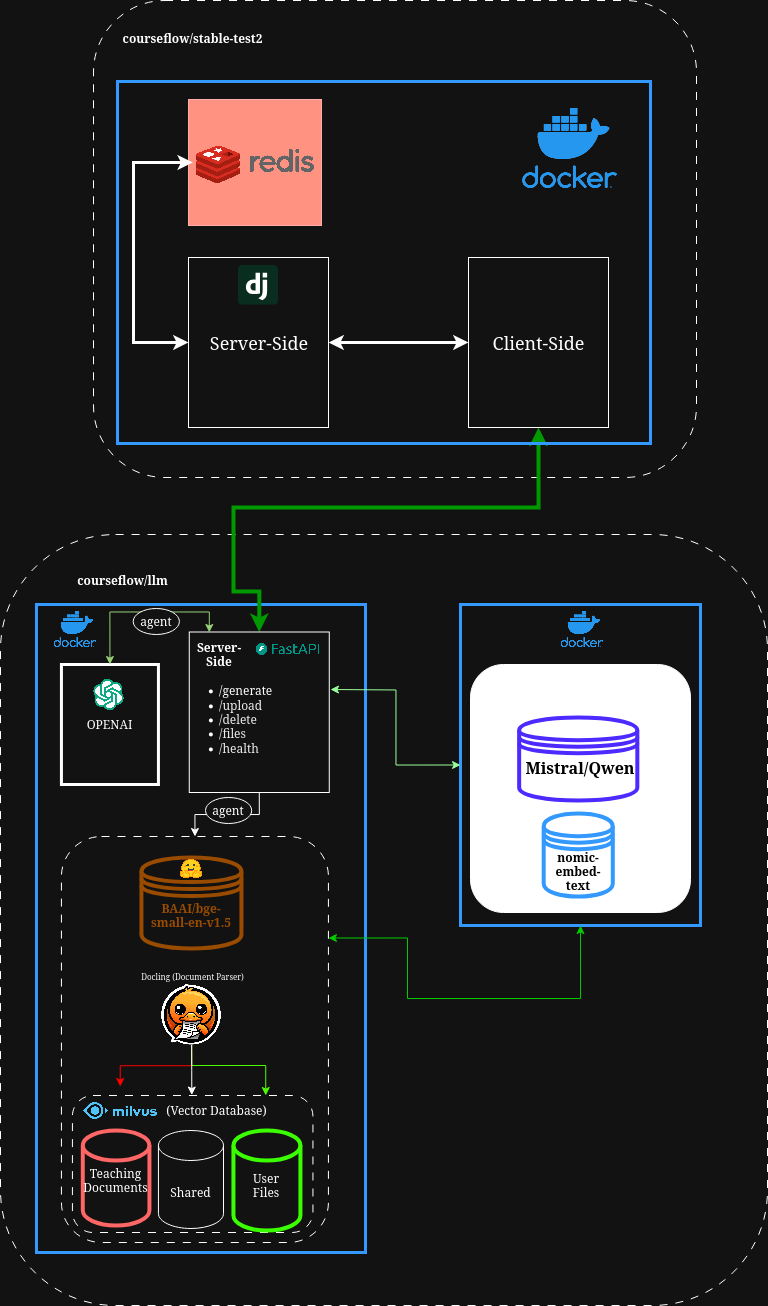 courseflow/stable-test2
redis
docker
dj
Server-Side
Client-Side
courseflow/llm
docker
agent
Server-
Side
FastAPI
/generate
/upload
/delete
/files
/health
OPENAI
agent
docker
Mistral/Qwen
nomic-
embed-
text
BAAI/bge-
small-en-v1.5
Docling (Document Parser)
milvus (Vector Database)
Teaching
Documents
Shared
User
Files